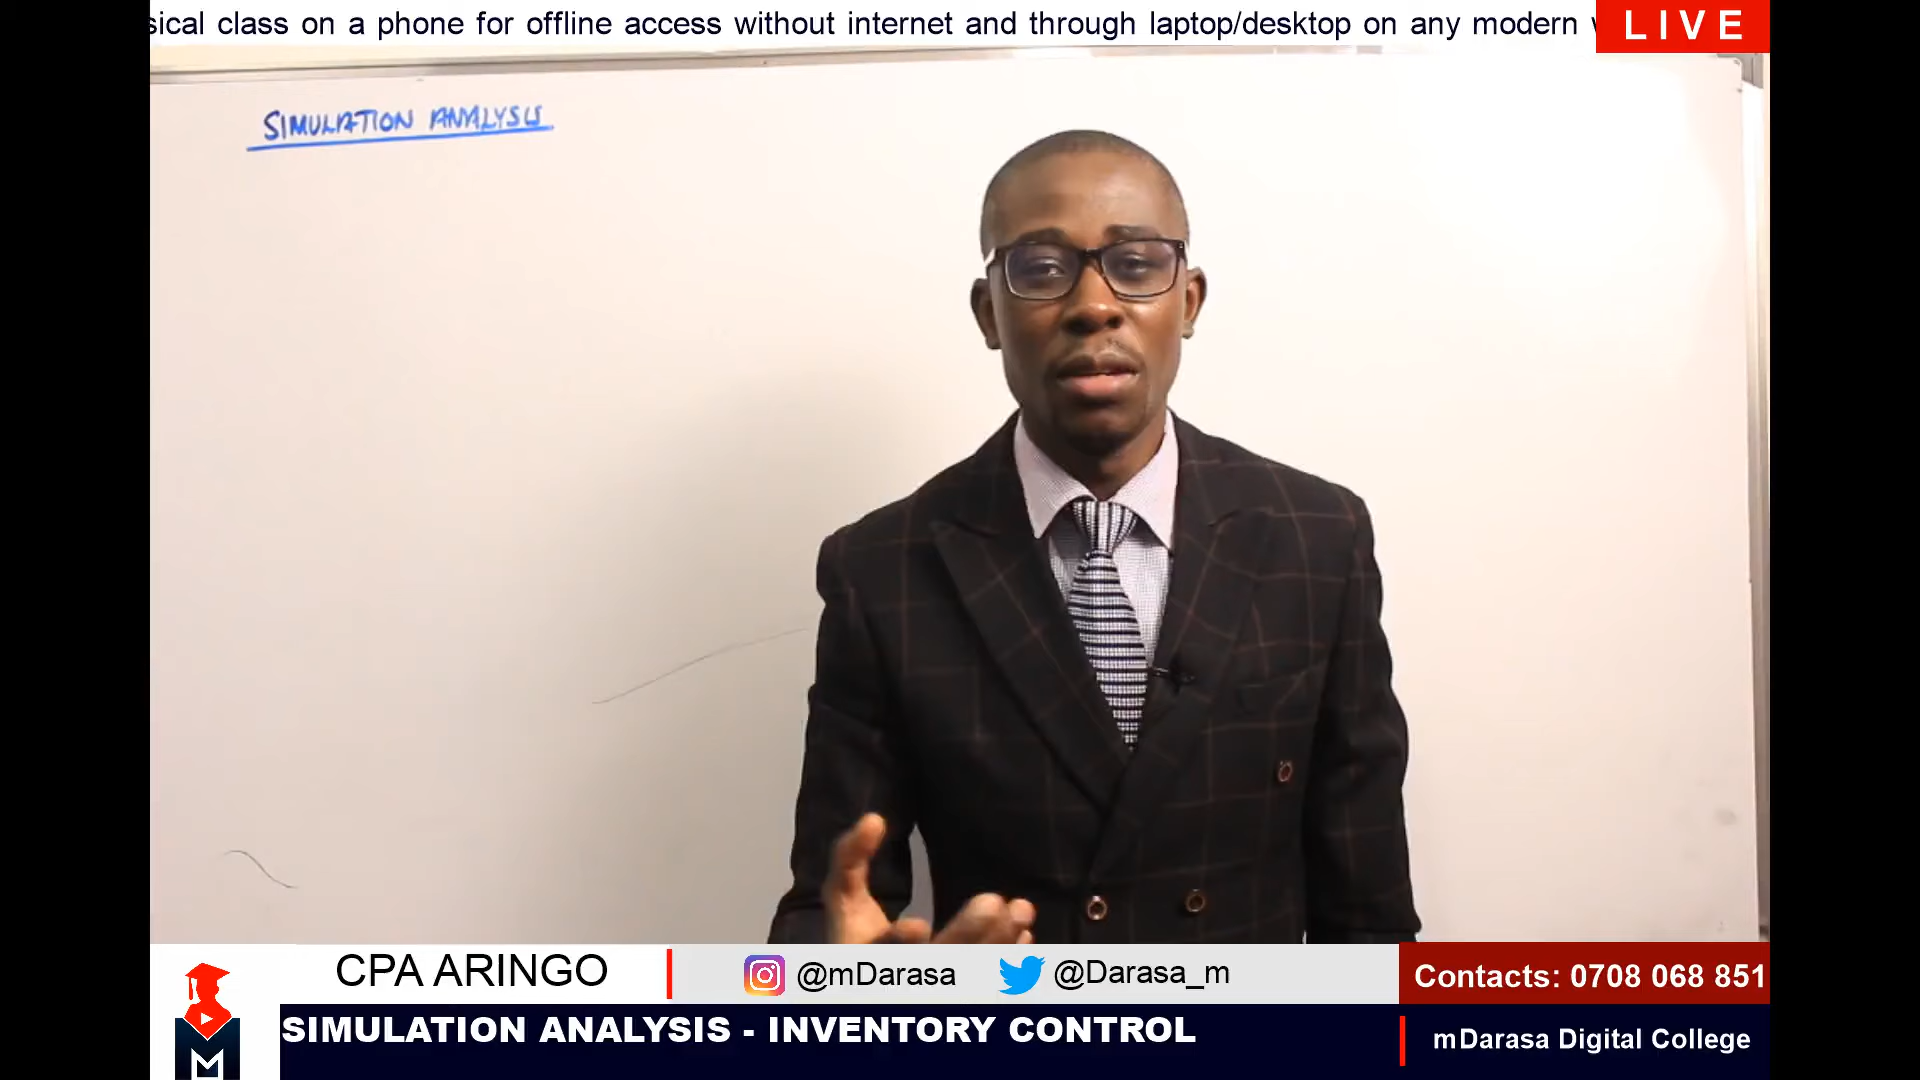 class on a phone for offline access without internet and through laptop/desktop on any modern
LIVE
SIMULATION ANALYSIS
CPA ARINGO
@mDarasa
@Darasa_m
Contacts: 0708 068 851
M
SIMULATION ANALYSIS - INVENTORY CONTROL
mDarasa Digital College